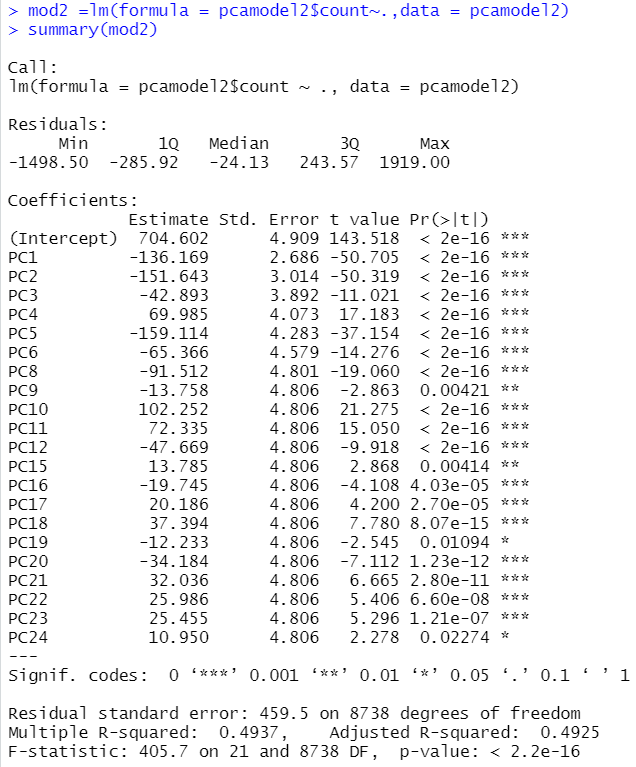 > mod2 =lm(formula = pcamodel2$count~.,data = pcamodel2)
> summary(mod2)
Call:
lm(formula = pcamodel2$count ~ ., data = pcamodel2)
Residuals:
     Min       1Q   Median       3Q      Max
-1498.50  -285.92   -24.13   243.57  1919.00
Coefficients:
            Estimate Std. Error t value Pr(>|t|)
(Intercept)  704.602      4.909 143.518  < 2e-16 ***
PC1         -136.169      2.686 -50.705  < 2e-16 ***
PC2         -151.643      3.014 -50.319  < 2e-16 ***
PC3          -42.893      3.892 -11.021  < 2e-16 ***
PC4           69.985      4.073  17.183  < 2e-16 ***
PC5         -159.114      4.283 -37.154  < 2e-16 ***
PC6          -65.366      4.579 -14.276  < 2e-16 ***
PC8          -91.512      4.801 -19.060  < 2e-16 ***
PC9          -13.758      4.806  -2.863  0.00421 **
PC10         102.252      4.806  21.275  < 2e-16 ***
PC11          72.335      4.806  15.050  < 2e-16 ***
PC12         -47.669      4.806  -9.918  < 2e-16 ***
PC15          13.785      4.806   2.868  0.00414 **
PC16         -19.745      4.806  -4.108 4.03e-05 ***
PC17          20.186      4.806   4.200 2.70e-05 ***
PC18          37.394      4.806   7.780 8.07e-15 ***
PC19         -12.233      4.806  -2.545  0.01094 *
PC20         -34.184      4.806  -7.112 1.23e-12 ***
PC21          32.036      4.806   6.665 2.80e-11 ***
PC22          25.986      4.806   5.406 6.60e-08 ***
PC23          25.455      4.806   5.296 1.21e-07 ***
PC24          10.950      4.806   2.278  0.02274 *
---
Signif. codes:  0 ‘***’ 0.001 ‘**’ 0.01 ‘*’ 0.05 ‘.’ 0.1 ‘ ’ 1
Residual standard error: 459.5 on 8738 degrees of freedom
Multiple R-squared:  0.4937,	Adjusted R-squared:  0.4925
F-statistic: 405.7 on 21 and 8738 DF,  p-value: < 2.2e-16